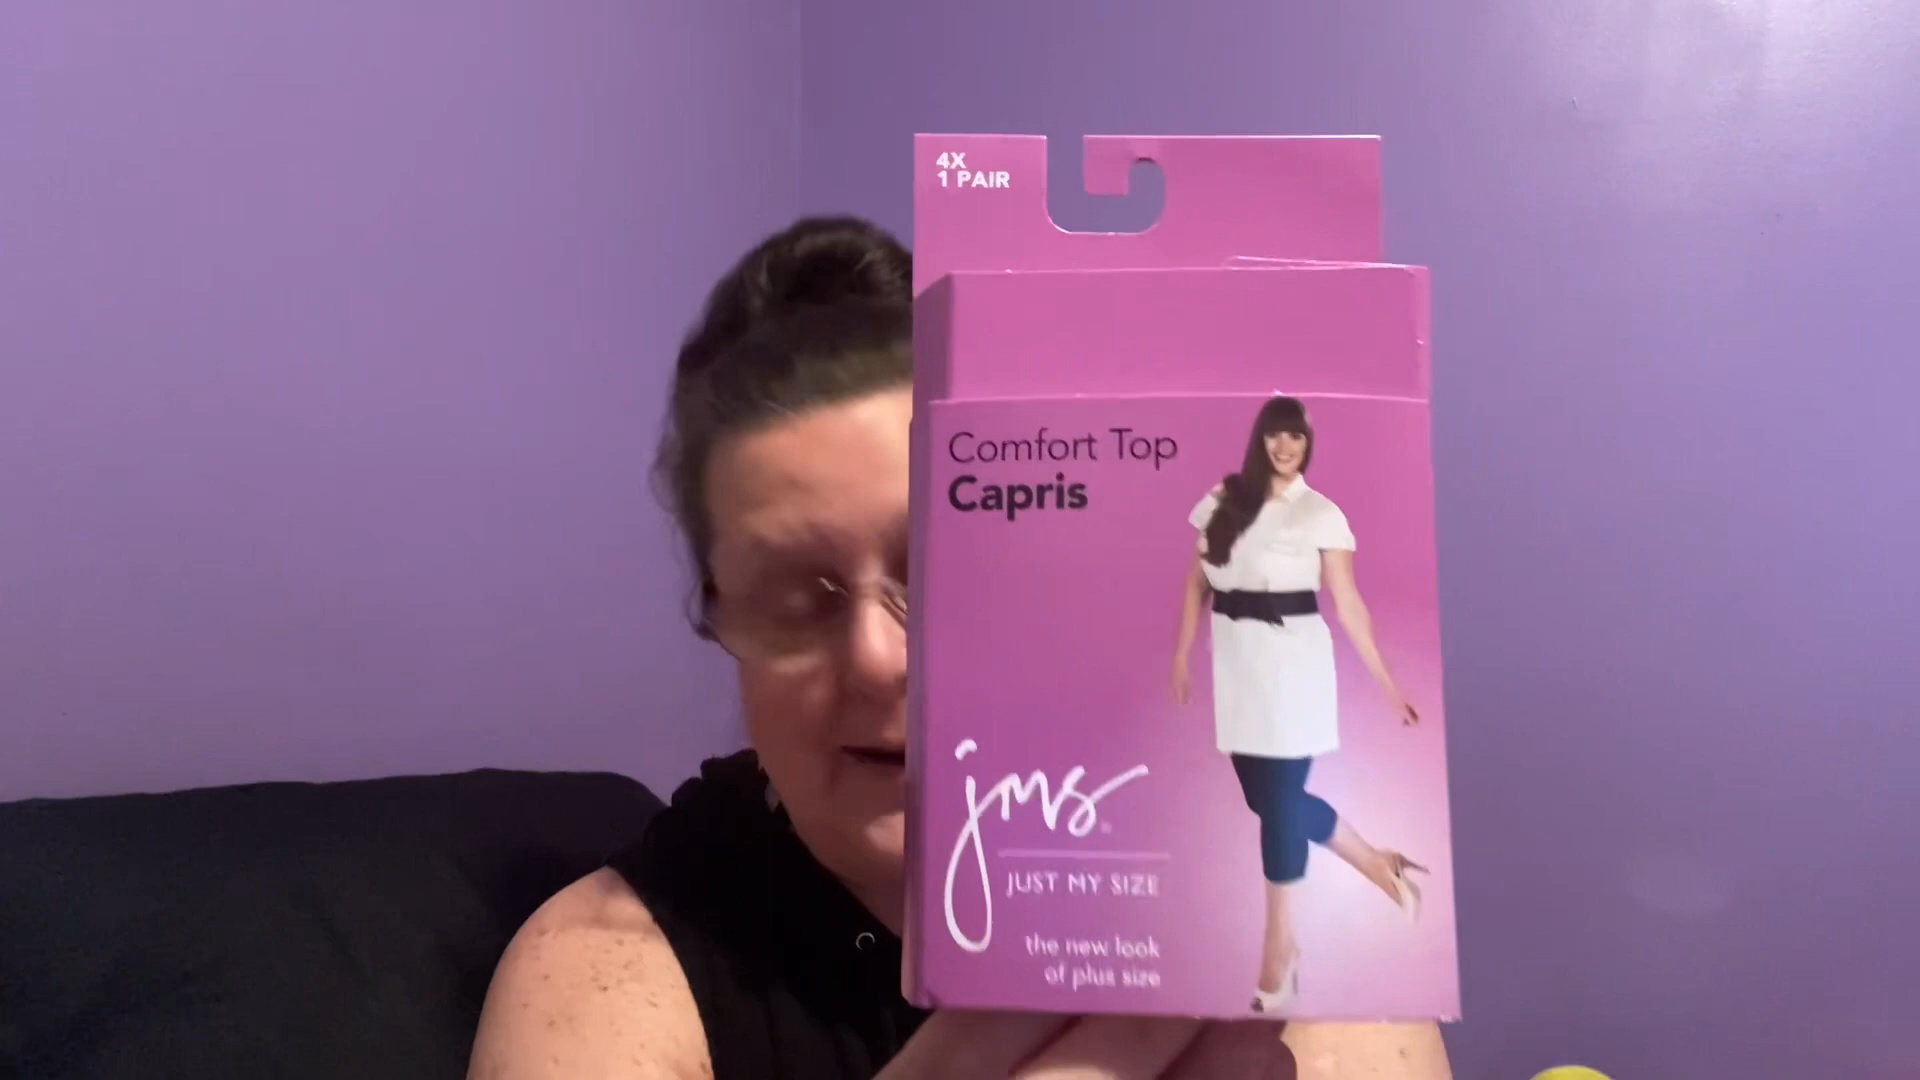 4X
1 PAIR
Comfort Top
Capris
jms®
JUST MY SIZE
the new look
of plus size